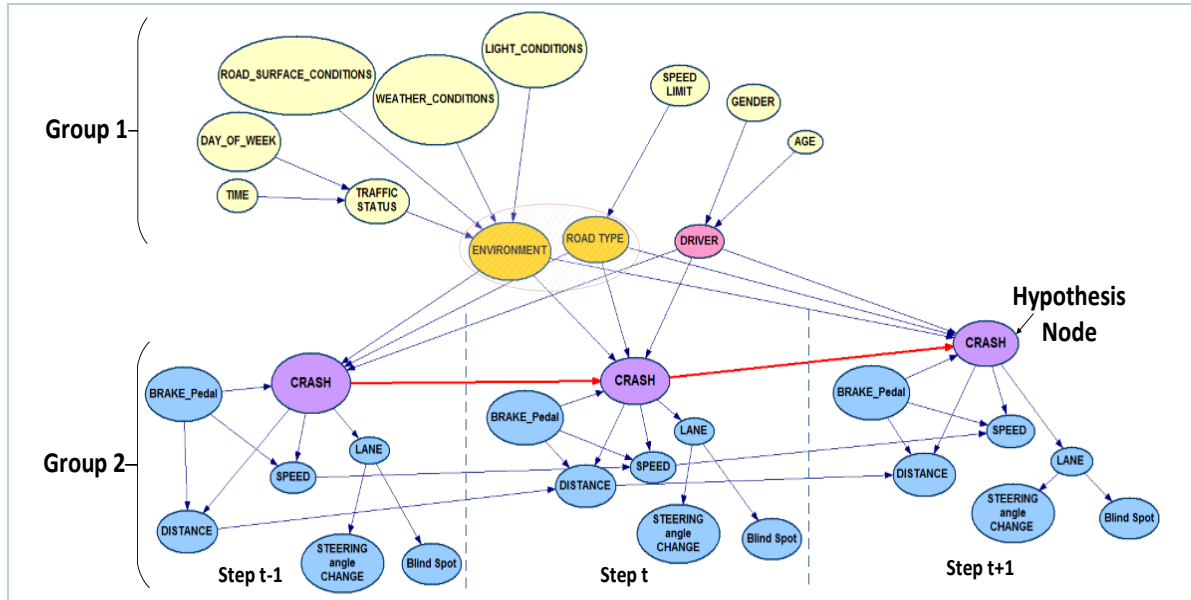 Group 1
LIGHT_CONDITIONS
ROAD_SURFACE_CONDITIONS
WEATHER_CONDITIONS
SPEED
LIMIT
GENDER
AGE
DAY_OF_WEEK
TIME
TRAFFIC
STATUS
ENVIRONMENT
ROAD TYPE
DRIVER
Hypothesis
Node
Group 2
CRASH
BRAKE_Pedal
LANE
SPEED
DISTANCE
STEERING
angle
CHANGE
Blind Spot
Step t-1
CRASH
BRAKE_Pedal
LANE
SPEED
DISTANCE
STEERING
angle
CHANGE
Blind Spot
Step t
CRASH
BRAKE_Pedal
SPEED
LANE
DISTANCE
STEERING
angle
CHANGE
Blind Spot
Step t+1